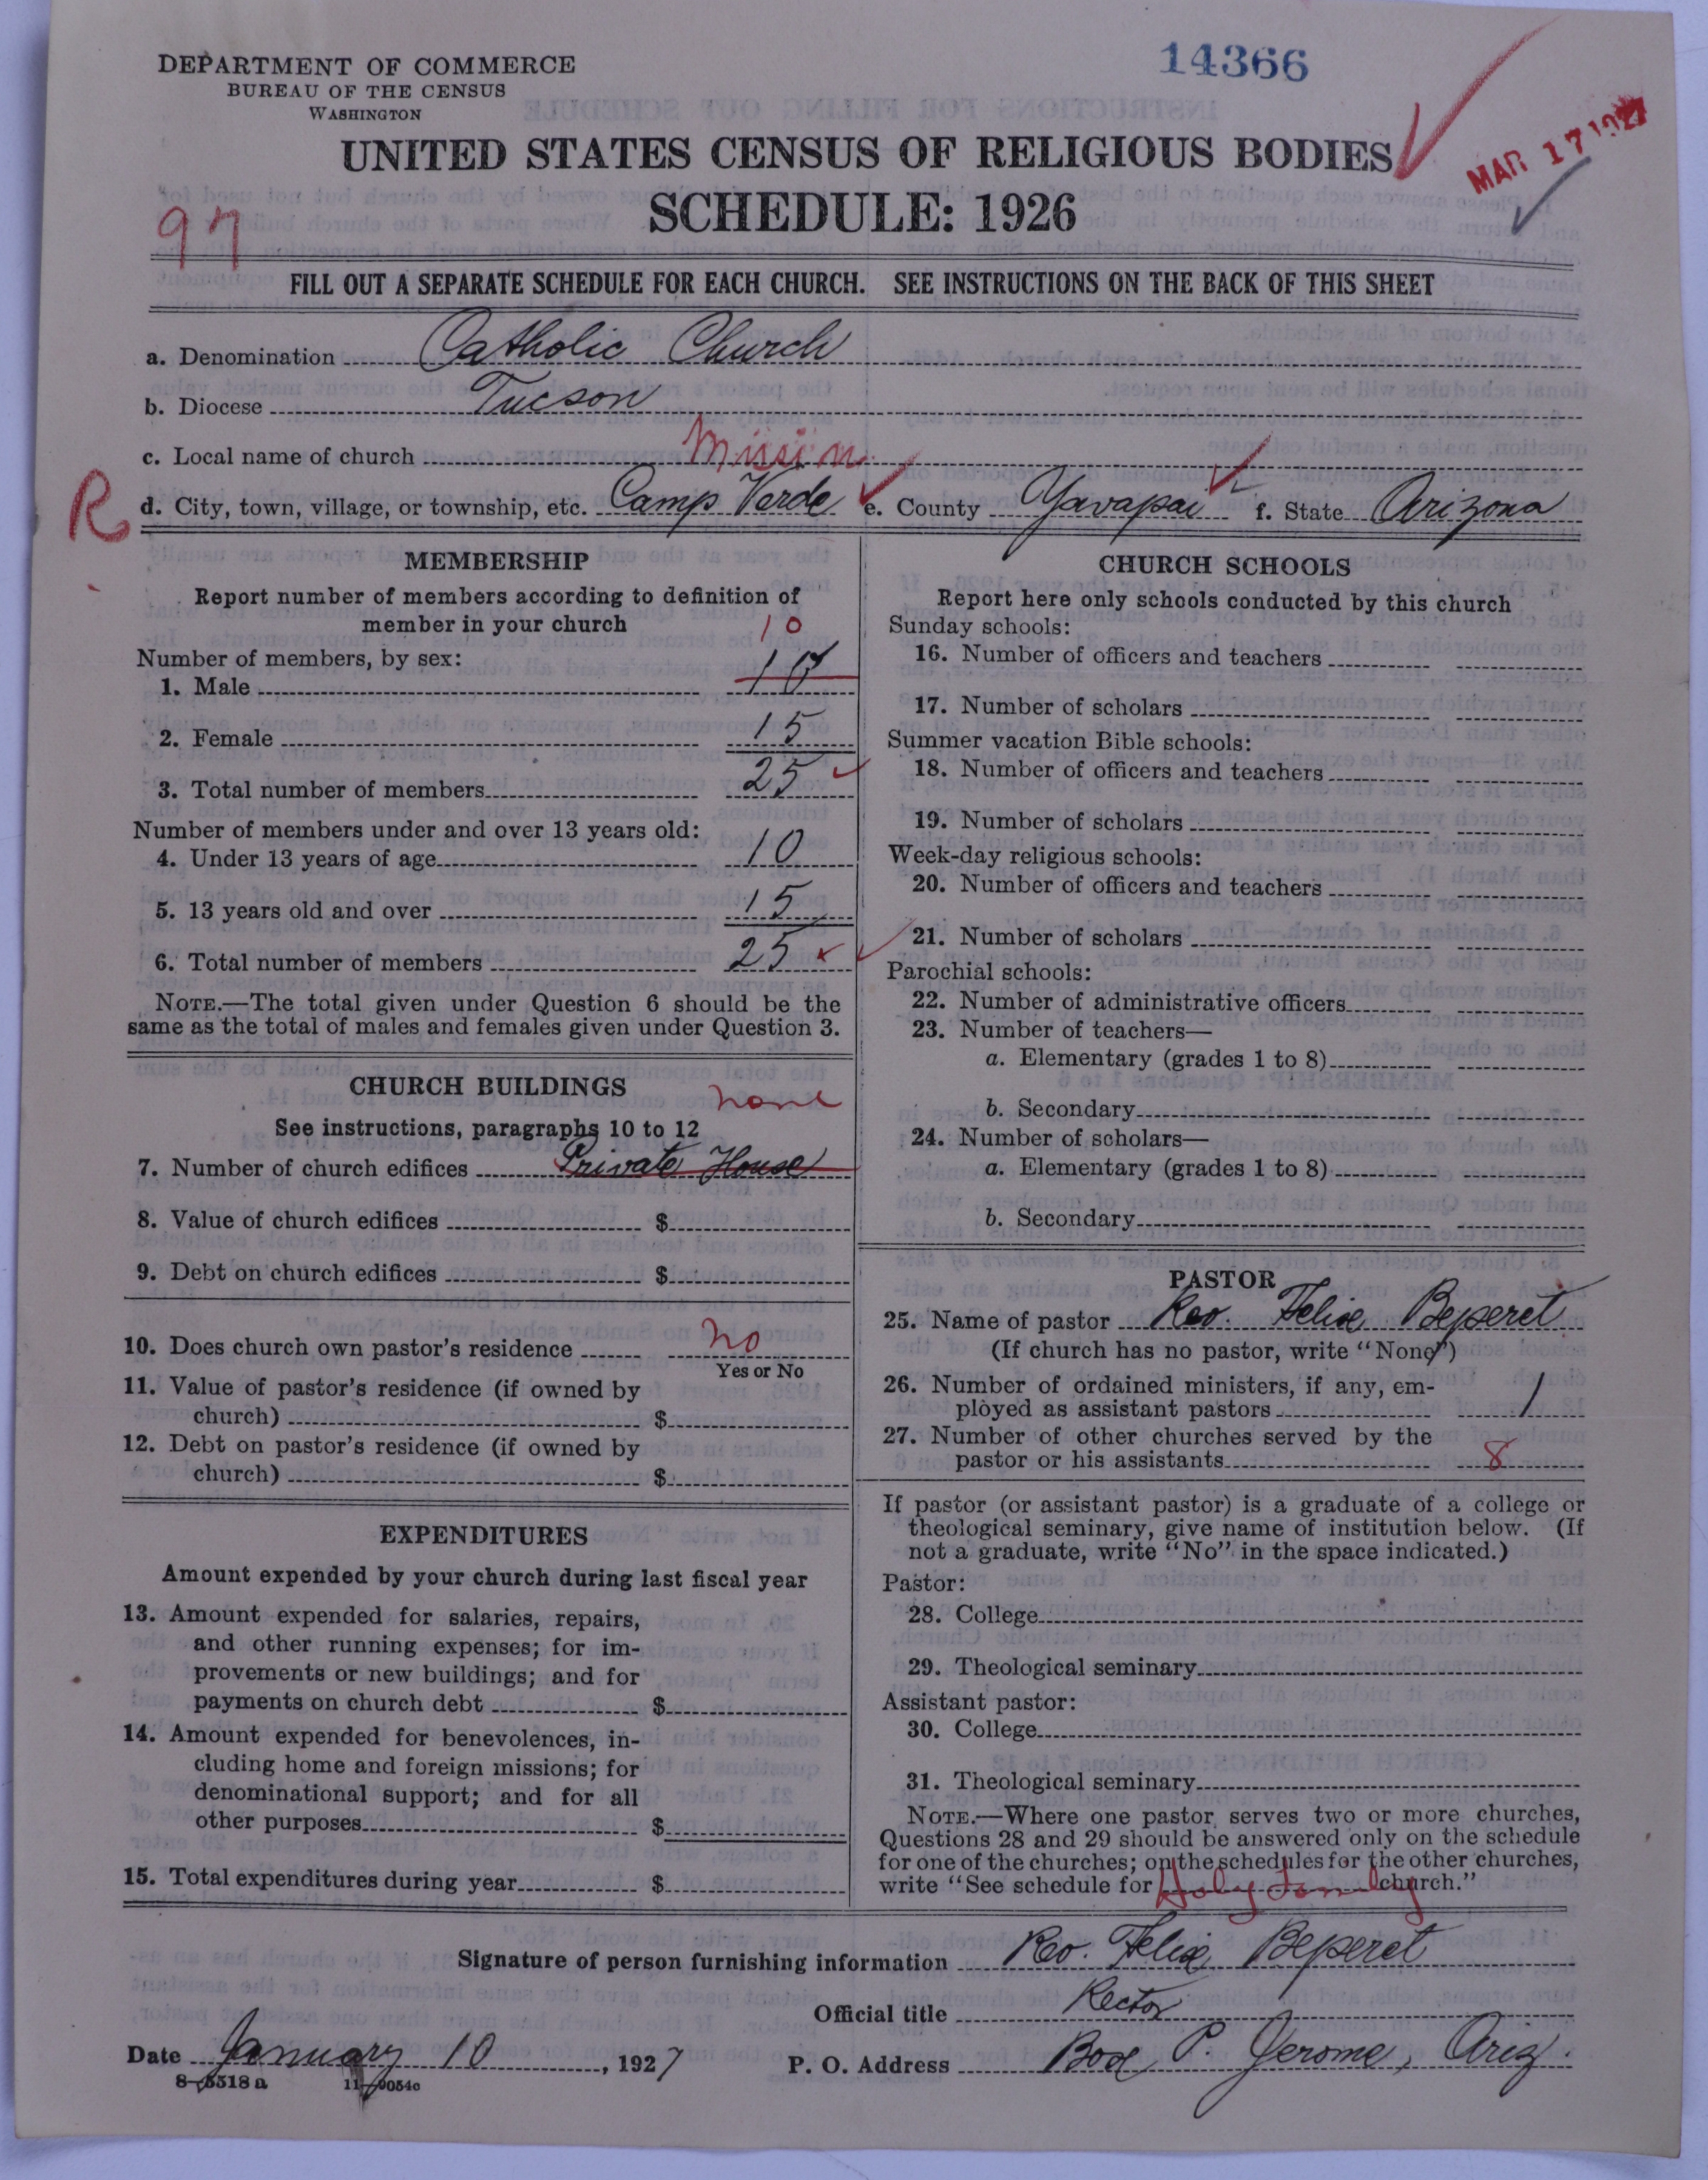 DEPARTMENT OF COMMERCE
BUREAU OF THE CENSUS
WASHINGTON
14366
UNITED STATES CENSUS OF RELIGIOUS BODIES
MAR 17 1927
SCHEDULE: 1926
97
FILL OUT A SEPARATE SCHEDULE FOR EACH CHURCH. SEE INSTRUCTIONS ON THE BACK OF THIS SHEET
a. Denomination Catholic Church
b. Diocese Tucson
c. Local name of church Mission
R
d. City, town, village, or township, etc. Camp Verde e. County Yavapai f. State Arizona
MEMBERSHIP
Report number of members according to definition of
member in your church
10
Number of members, by sex:
1. Male 10
2. Female 15
3. Total number of members 25
Number of members under and over 13 years old:
4. Under 13 years of age 10
5. 13 years old and over 15
6. Total number of members 25
NOTE.—The total given under Question 6 should be the
same as the total of males and females given under Question 3.
CHURCH BUILDINGS
none
See instructions, paragraphs 10 to 12
7. Number of church edifices Private House
8. Value of church edifices $
9. Debt on church edifices $
10. Does church own pastor's residence No
Yes or No
11. Value of pastor's residence (if owned by
church) $
12. Debt on pastor's residence (if owned by
church) $
EXPENDITURES
Amount expended by your church during last fiscal year
13. Amount expended for salaries, repairs,
and other running expenses; for im-
provements or new buildings; and for
payments on church debt $
14. Amount expended for benevolences, in-
cluding home and foreign missions; for
denominational support; and for all
other purposes $
15. Total expenditures during year $
CHURCH SCHOOLS
Report here only schools conducted by this church
Sunday schools:
16. Number of officers and teachers
17. Number of scholars
Summer vacation Bible schools:
18. Number of officers and teachers
19. Number of scholars
Week-day religious schools:
20. Number of officers and teachers
21. Number of scholars
Parochial schools:
22. Number of administrative officers
23. Number of teachers—
a. Elementary (grades 1 to 8)
b. Secondary
24. Number of scholars—
a. Elementary (grades 1 to 8)
b. Secondary
PASTOR
25. Name of pastor Rev. Felix Beperet
(If church has no pastor, write "None")
26. Number of ordained ministers, if any, em-
ployed as assistant pastors 1
27. Number of other churches served by the
pastor or his assistants 8
If pastor (or assistant pastor) is a graduate of a college or
theological seminary, give name of institution below. (If
not a graduate, write "No" in the space indicated.)
Pastor:
28. College
29. Theological seminary
Assistant pastor:
30. College
31. Theological seminary
NOTE.—Where one pastor serves two or more churches,
Questions 28 and 29 should be answered only on the schedule
for one of the churches; on the schedules for the other churches,
write "See schedule for Holy Family church."
Signature of person furnishing information Rev. Felix Beperet
Official title Rector
Date January 10, 1927 P. O. Address Box P. Jerome, Ariz.
8-5518 a 11-9054c